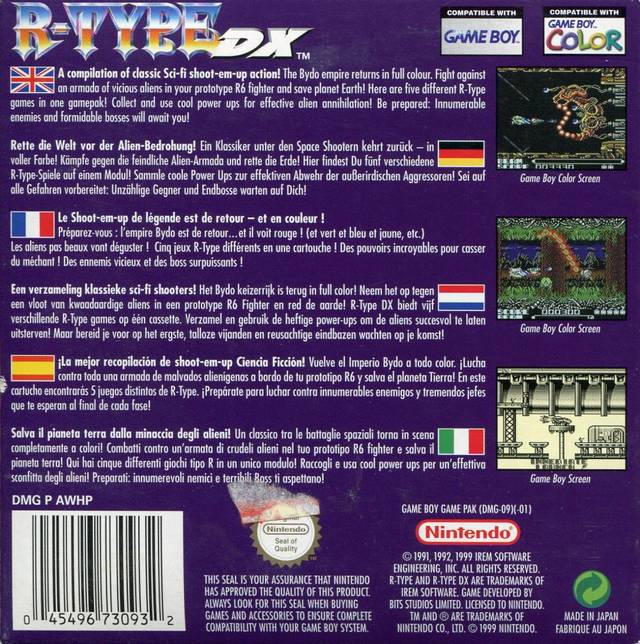 R-TYPE DX TM
COMPATIBLE WITH
GAME BOY™
COMPATIBLE WITH
GAME BOY™
COLOR
A compilation of classic Sci-fi shoot-em-up action! The Bydo empire returns in full colour. Fight against
an armada of vicious aliens in your prototype R6 fighter and save planet Earth! Here are five different R-Type
games in one gamepak! Collect and use cool power ups for effective alien annihilation! Be prepared: Innumerable
enemies and formidable bosses will await you!
Game Boy Color Screen
Rette die Welt vor der Alien-Bedrohung! Ein Klassiker unter den Space Shootern kehrt zurück – in
voller Farbe! Kämpfe gegen die feindliche Alien-Armada und rette die Erde! Hier findest Du fünf verschiedene
R-Type-Spiele auf einem Modul! Sammle coole Power Ups zur effektiven Abwehr der außerirdischen Aggressoren! Sei auf
alle Gefahren vorbereitet: Unzählige Gegner und Endbosse warten auf Dich!
Le Shoot-em-up de légende est de retour – et en couleur !
Préparez-vous : l'empire Bydo est de retour...et il voit rouge ! (et vert et bleu et jaune, etc.)
Les aliens pas beaux vont déguster ! Cinq jeux R-Type différents en une cartouche ! Des pouvoirs incroyables pour casser
du méchant ! Des ennemis vicieux et des boss surpuissants !
Game Boy Color Screen
Een verzameling klassieke sci-fi shooters! Het Bydo keizerrijk is terug in full color! Neem het op tegen
een vloot van kwaadaardige aliens in een prototype R6 Fighter en red de aarde! R-Type DX biedt vijf
verschillende R-Type games op één cassette. Verzamel en gebruik de heftige power-ups om de aliens succesvol te laten
uitsterven! Maar bereid je voor op het ergste, talloze vijanden en reusachtige eindbazen wachten op je komst!
¡La mejor recopilación de shoot-em-up Ciencia Ficción! Vuelve el Imperio Bydo a todo color. ¡Lucha
contra toda una armada de malvados alienígenas a bordo de tu prototipo R6 y salva el planeta Tierra! En este
cartucho encontrarás 5 juegos distintos de R-Type. ¡Prepárate para luchar contra innumerables enemigos y tremendos jefes
que te esperan al final de cada fase!
Game Boy Screen
Salva il pianeta terra dalla minaccia degli alieni! Un classico tra le battaglie spaziali torna in scena
completamente a colori! Combatti contro un'armata di crudeli alieni nel tuo prototipo R6 fighter e salva il
pianeta terra! Qui hai cinque differenti giochi tipo R in un unico modulo! Raccogli e usa cool power ups per un'effettiva
sconfitta degli alieni! Preparati: innumerevoli nemici e terribili Boss ti aspettano!
DMG P AWHP
0 45496 73093 2
Nintendo
Seal of
Quality
THIS SEAL IS YOUR ASSURANCE THAT NINTENDO
HAS APPROVED THE QUALITY OF THIS PRODUCT.
ALWAYS LOOK FOR THIS SEAL WHEN BUYING
GAMES AND ACCESSORIES TO ENSURE COMPLETE
COMPATIBILITY WITH YOUR GAME BOY SYSTEM.
GAME BOY GAME PAK (DMG-09)(-01)
Nintendo®
© 1991, 1992, 1999 IREM SOFTWARE
ENGINEERING, INC. ALL RIGHTS RESERVED.
R-TYPE AND R-TYPE DX ARE TRADEMARKS OF
IREM SOFTWARE. GAME DEVELOPED BY
BITS STUDIOS LIMITED. LICENSED TO NINTENDO.
TM AND ® ARE TRADEMARKS OF
NINTENDO CO., LTD. © 1999 NINTENDO.
MADE IN JAPAN
FABRIQUE AU JAPON